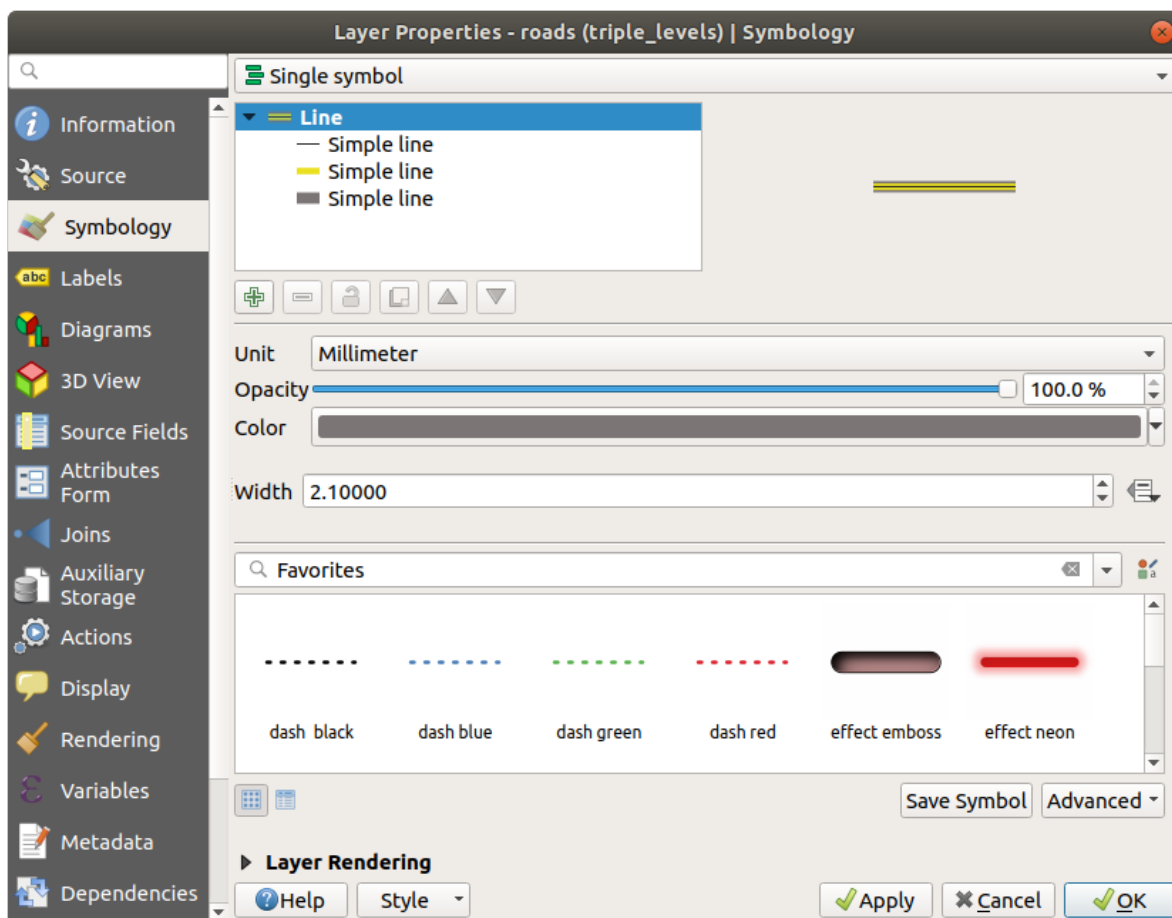 Layer Properties - roads (triple_levels) | Symbology
Information
Source
Symbology
abc Labels
Diagrams
3D View
Source Fields
Attributes
Form
Joins
Auxiliary
Storage
Actions
Display
Rendering
Variables
Metadata
Dependencies
Single symbol
Line
Simple line
Simple line
Simple line
Unit Millimeter
Opacity 100.0 %
Color
Width 2.10000
Favorites
dash black dash blue dash green dash red effect emboss effect neon
Save Symbol Advanced
Layer Rendering
Help Style Apply Cancel OK